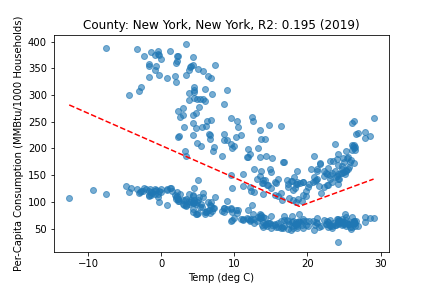 County: New York, New York, R2: 0.195 (2019)
Per-Capita Consumption (MMBtu/1000 Households)
400
350
300
250
200
150
100
50
−10 0 10 20 30
Temp (deg C)